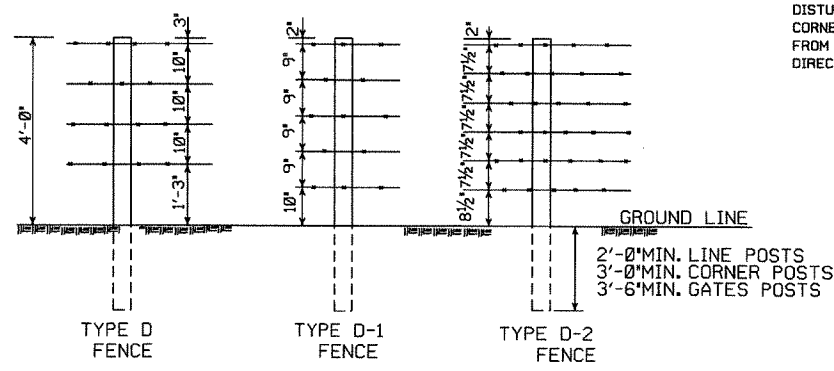 DISTU
CORNE
FROM
DIREC
4'-0"
3"
10"
10"
10"
1'-3"
TYPE D
FENCE
2"
9"
9"
9"
9"
10"
TYPE D-1
FENCE
2"
7½"
7½"
7½"
7½"
7½"
8½"
TYPE D-2
FENCE
GROUND LINE
2'-0"MIN. LINE POSTS
3'-0"MIN. CORNER POSTS
3'-6"MIN. GATES POSTS